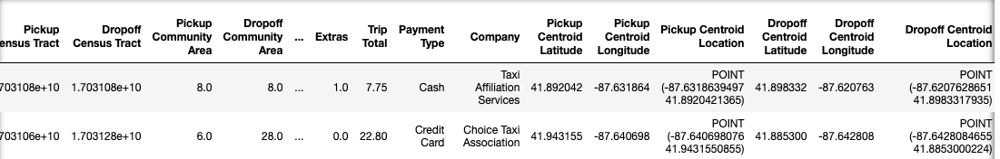 Pickup Census Tract Dropoff Census Tract Pickup Community Area Dropoff Community Area ... Extras Trip Total Payment Type Company Pickup Centroid Latitude Pickup Centroid Longitude Pickup Centroid Location Dropoff Centroid Latitude Dropoff Centroid Longitude Dropoff Centroid Location
703108e+10 1.703108e+10 8.0 8.0 ... 1.0 7.75 Cash Taxi Affiliation Services 41.892042 -87.631864 POINT (-87.6318639497 41.8920421365) 41.898332 -87.620763 POINT (-87.6207628651 41.8983317935)
703106e+10 1.703128e+10 6.0 28.0 ... 0.0 22.80 Credit Card Choice Taxi Association 41.943155 -87.640698 POINT (-87.640698076 41.9431550855) 41.885300 -87.642808 POINT (-87.6428084655 41.8853000224)